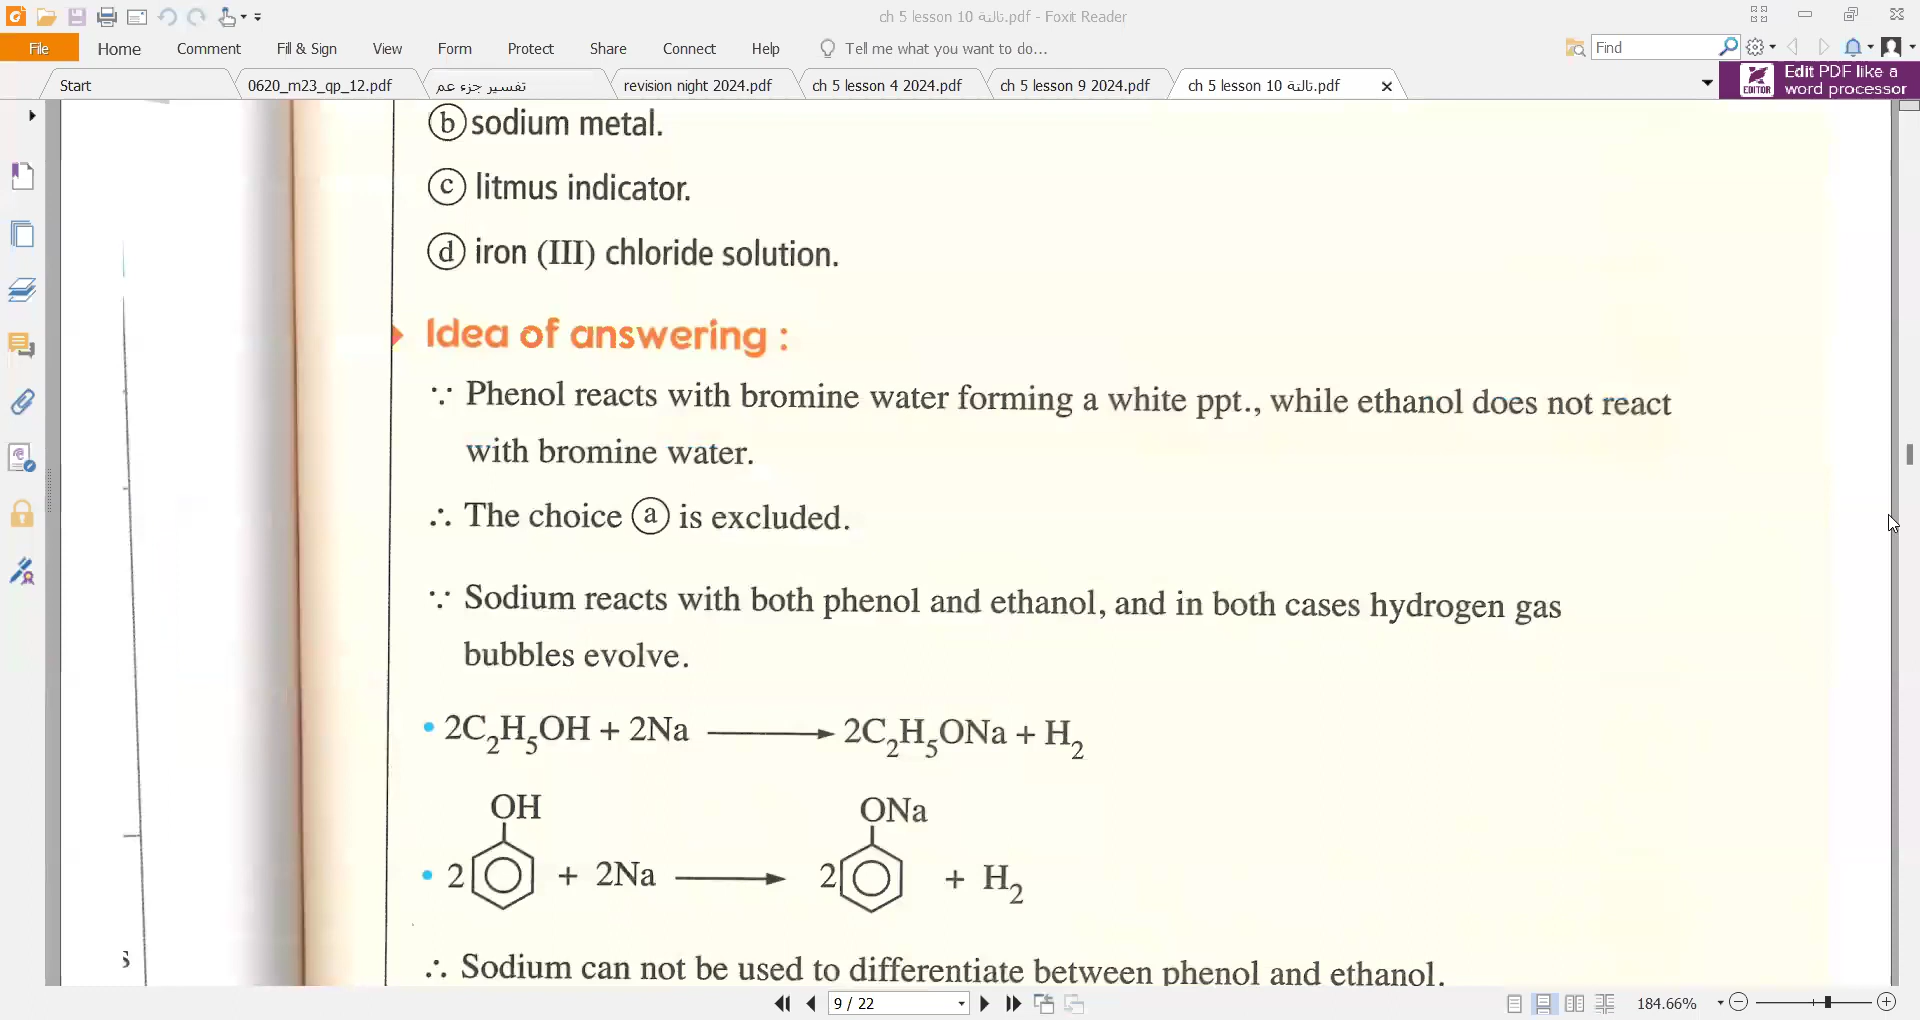 ch 5 lesson 10 ثالثة.pdf - Foxit Reader
File Home Comment Fill & Sign View Form Protect Share Connect Help Tell me what you want to do... Find
Start 0620_m23_qp_12.pdf تفسير جزء عم revision night 2024.pdf ch 5 lesson 4 2024.pdf ch 5 lesson 9 2024.pdf ch 5 lesson 10 ثالثة.pdf
EDITOR
Edit PDF like a
word processor
ⓑ sodium metal.
ⓒ litmus indicator.
ⓓ iron (III) chloride solution.
Idea of answering :
∵ Phenol reacts with bromine water forming a white ppt., while ethanol does not react
with bromine water.
∴ The choice ⓐ is excluded.
∵ Sodium reacts with both phenol and ethanol, and in both cases hydrogen gas
bubbles evolve.
• 2C₂H₅OH + 2Na ⟶ 2C₂H₅ONa + H₂
OH ONa
• 2 + 2Na ⟶ 2 + H₂
s
∴ Sodium can not be used to differentiate between phenol and ethanol.
9 / 22 184.66%